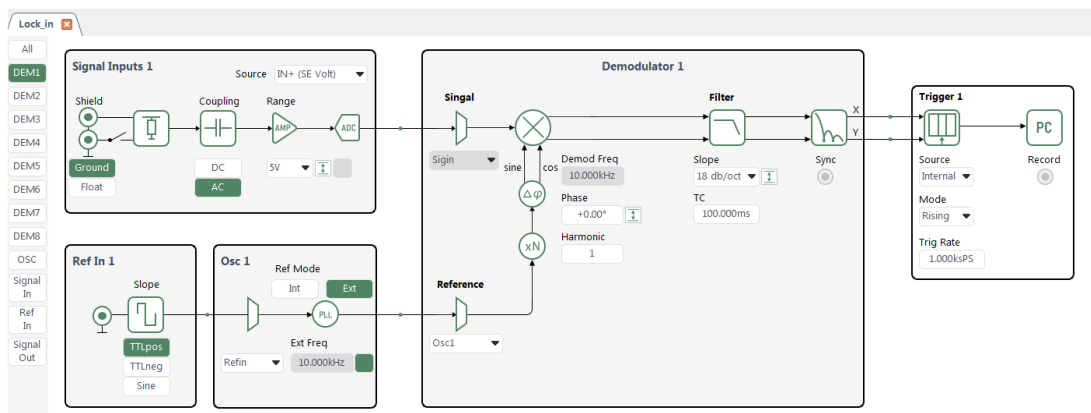 Lock_in
All
DEM1
DEM2
DEM3
DEM4
DEM5
DEM6
DEM7
DEM8
OSC
Signal
In
Ref
In
Signal
Out
Signal Inputs 1
Source IN+ (SE Volt)
Shield
Coupling
Range
AMP
ADC
Ground
Float
DC
AC
5V
Ref In 1
Slope
TTLpos
TTLneg
Sine
Osc 1
Ref Mode
Int
Ext
PLL
Ext Freq
Refin
10.000kHz
Demodulator 1
Singal
Sigin
sine
cos
Δφ
xN
Reference
Osc1
Demod Freq
10.000kHz
Phase
+0.00°
Harmonic
1
Filter
Slope
18 db/oct
TC
100.000ms
Sync
X
Y
Trigger 1
Source
Internal
Mode
Rising
Trig Rate
1.000ksPS
PC
Record